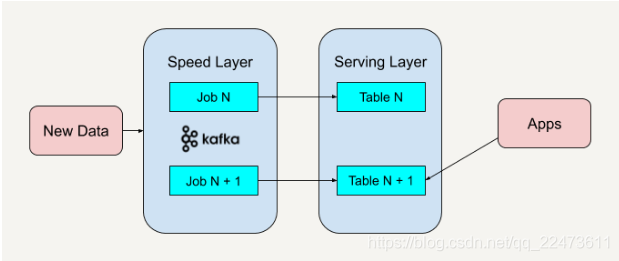 Speed Layer
Serving Layer
Job N
Table N
New Data
kafka
Apps
Job N + 1
Table N + 1
https://blog.csdn.net/qq_22473611